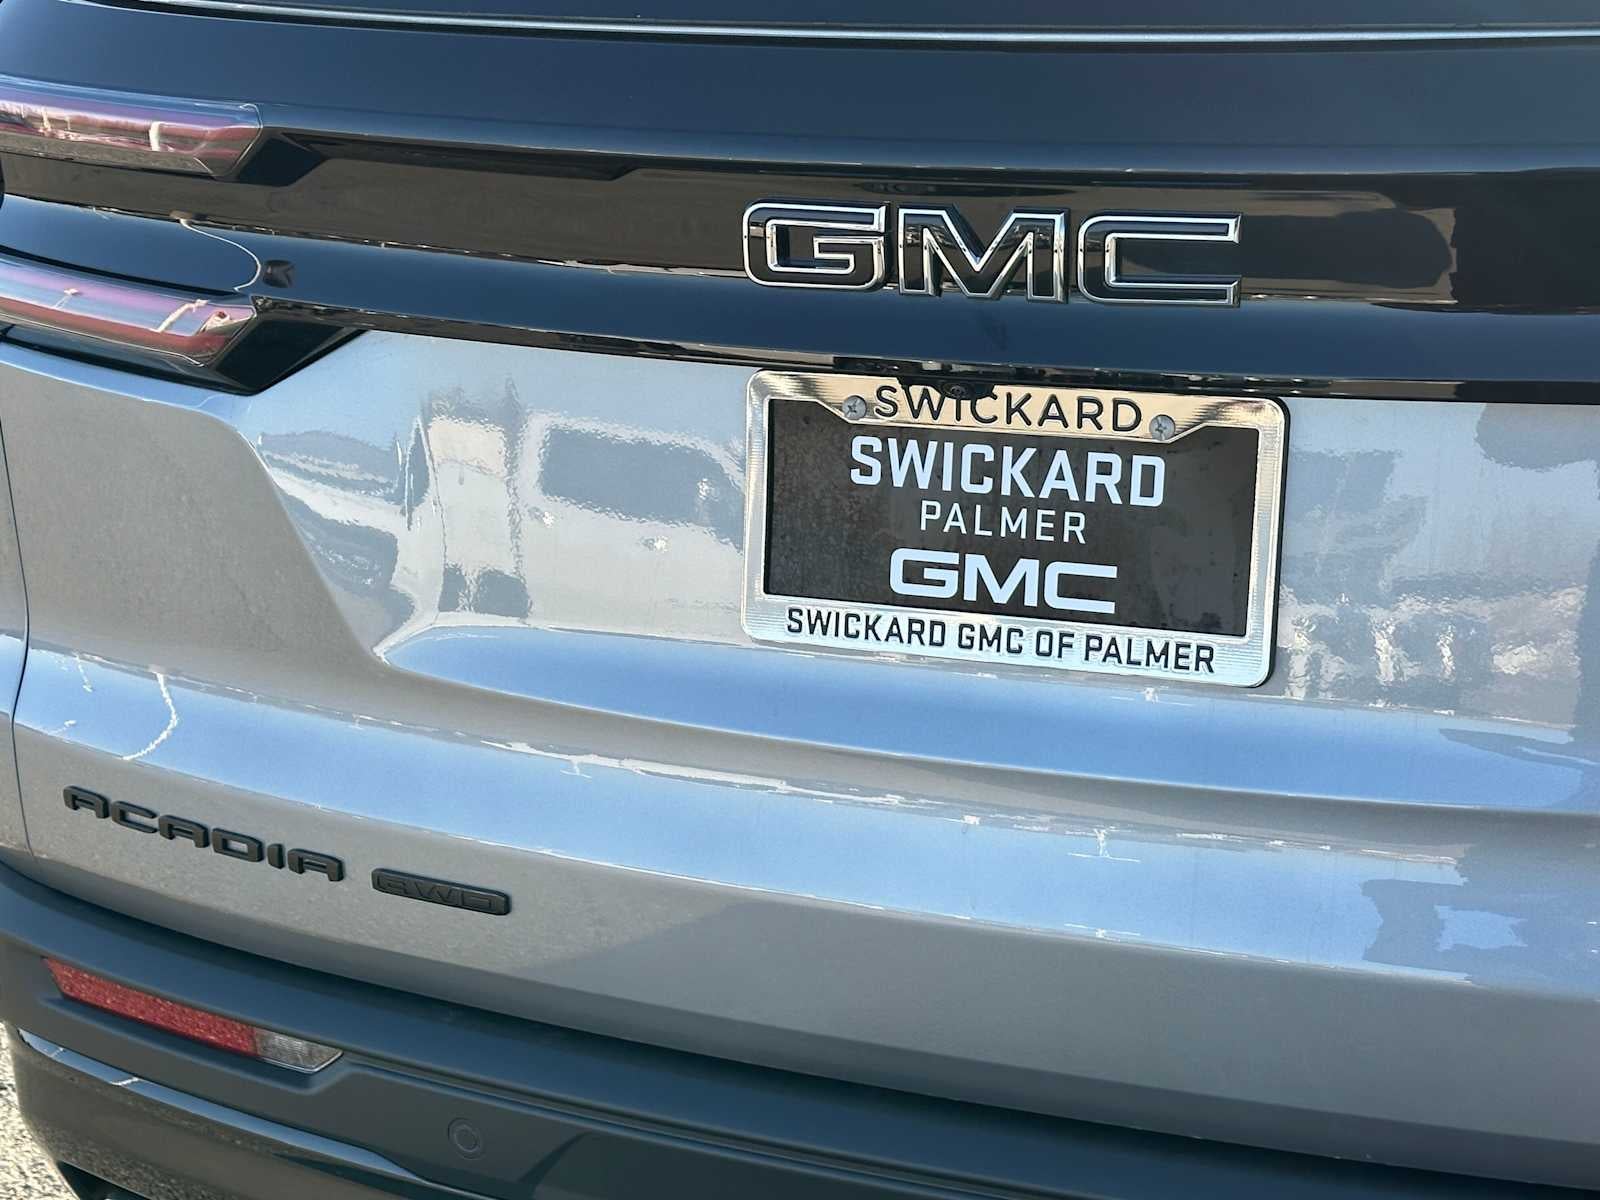 GMC
SWICKARD
SWICKARD
PALMER
GMC
SWICKARD GMC OF PALMER
ACADIA AWD